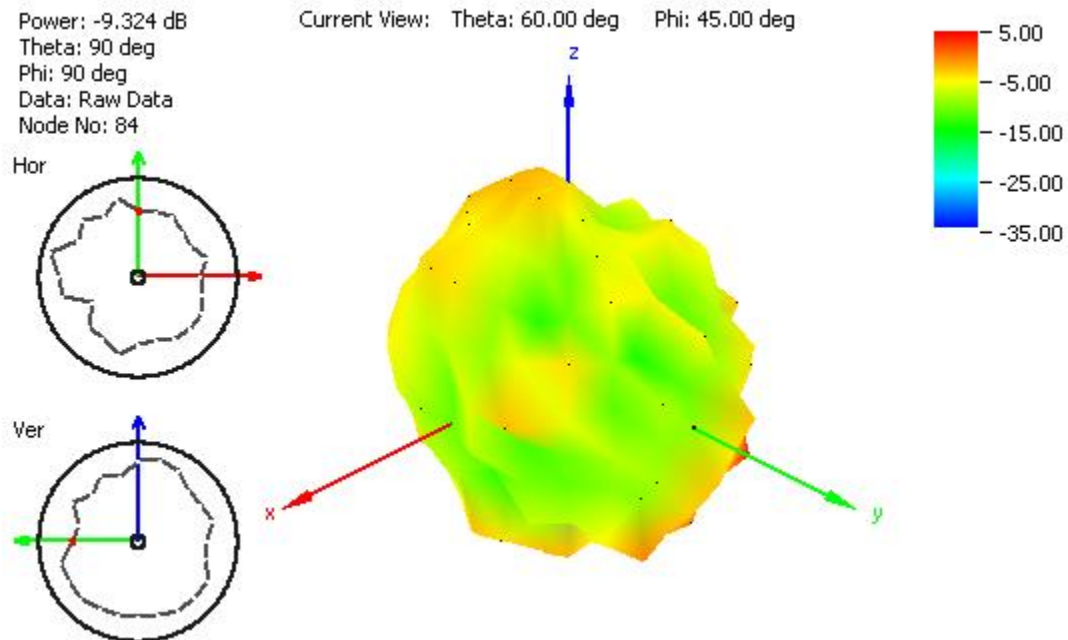 Power: -9.324 dB
Theta: 90 deg
Phi: 90 deg
Data: Raw Data
Node No: 84
Current View: Theta: 60.00 deg Phi: 45.00 deg
Hor
Ver
z
x
y
5.00
-5.00
-15.00
-25.00
-35.00